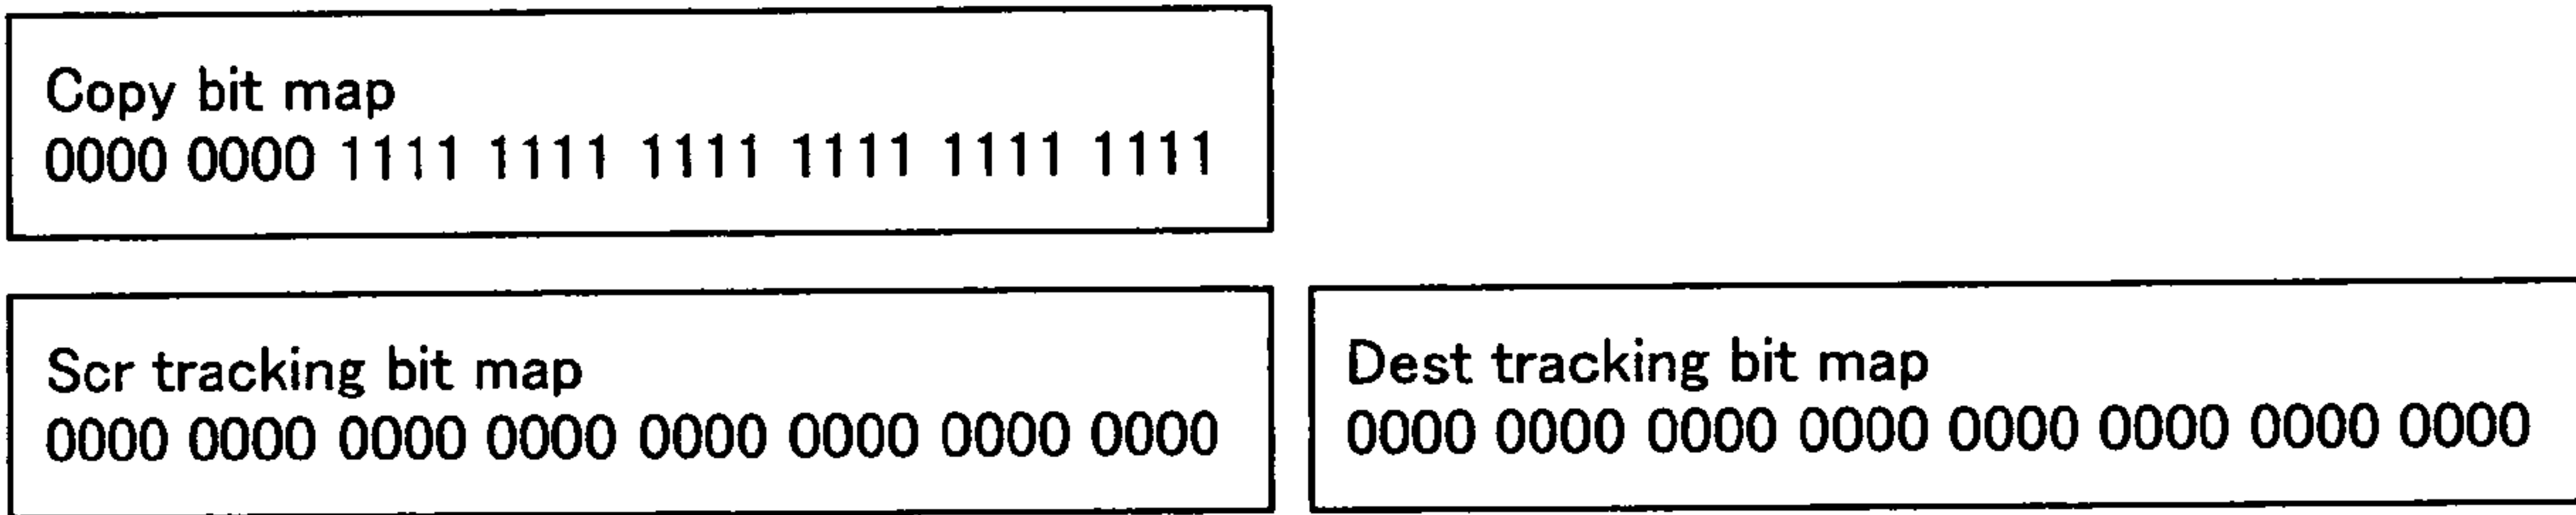 Copy bit map
0000 0000 1111 1111 1111 1111 1111 1111
Scr tracking bit map
0000 0000 0000 0000 0000 0000 0000 0000
Dest tracking bit map
0000 0000 0000 0000 0000 0000 0000 0000